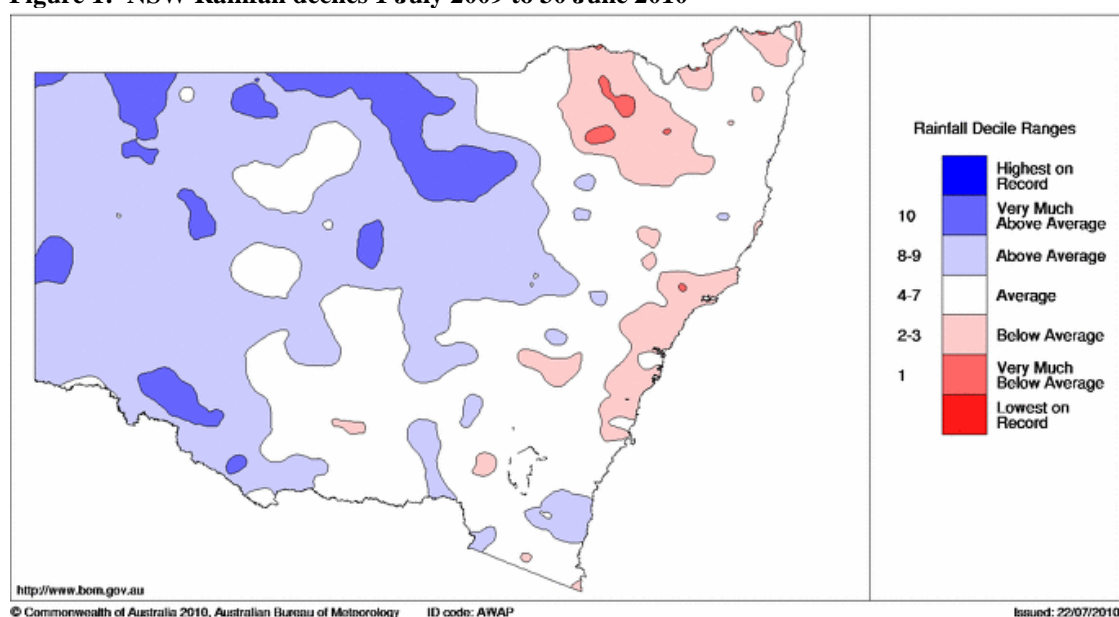 Figure 1: NSW Rainfall deciles 1 July 2009 to 30 June 2010
Rainfall Decile Ranges
Highest on
Record
10
Very Much
Above Average
8-9
Above Average
4-7
Average
2-3
Below Average
1
Very Much
Below Average
Lowest on
Record
http://www.bom.gov.au
© Commonwealth of Australia 2010, Australian Bureau of Meteorology ID code: AWAP Issued: 22/07/2010